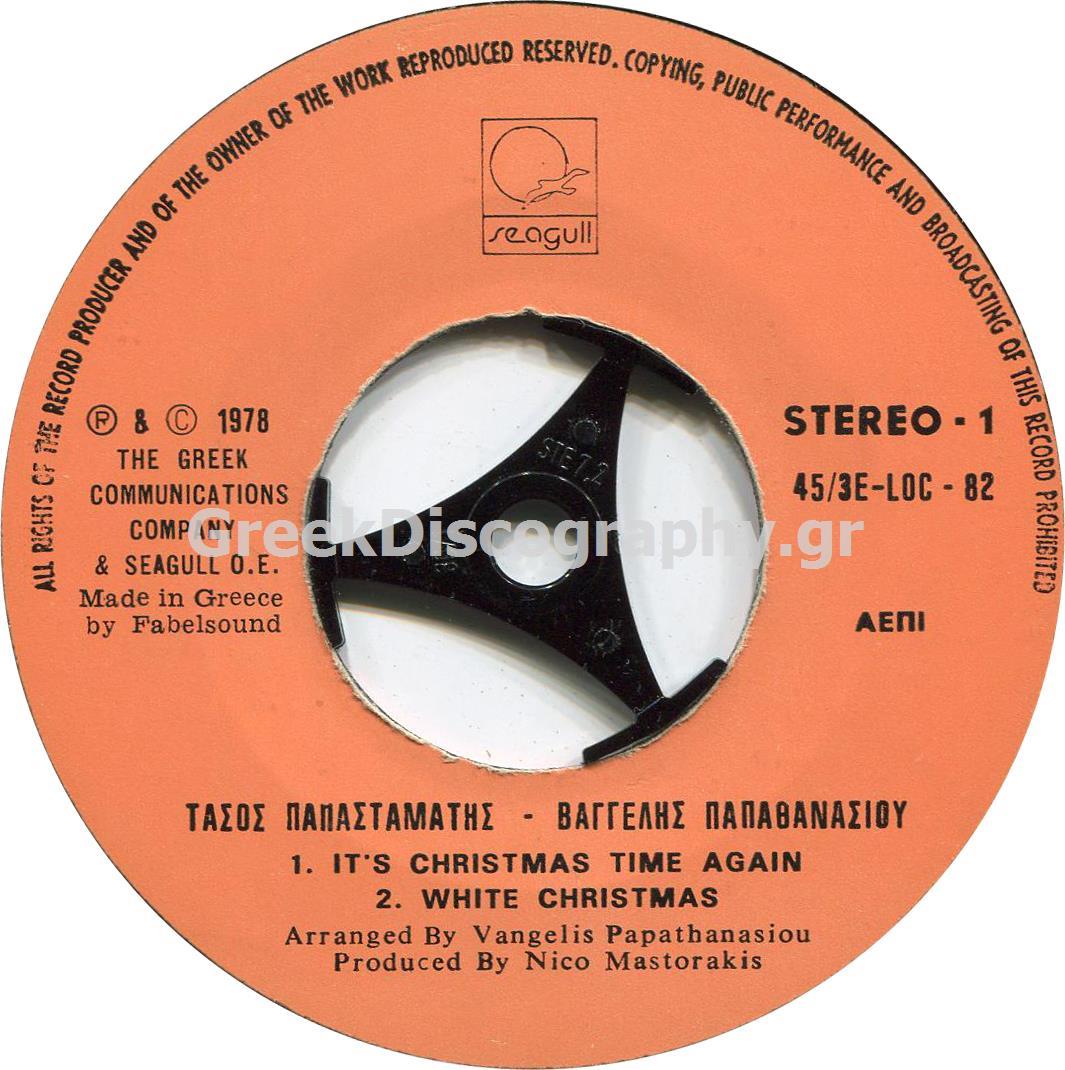 ALL RIGHTS OF THE RECORD PRODUCER AND OF THE OWNER OF THE WORK REPRODUCED RESERVED. COPYING, PUBLIC PERFORMANCE AND BROADCASTING OF THIS RECORD PROHIBITED
seagull
Ⓟ & Ⓒ 1978
THE GREEK
COMMUNICATIONS
COMPANY
& SEAGULL O.E.
Made in Greece
by Fabelsound
STE 7.2
STEREO - 1
45/3E-LOC - 82
ΑΕΠΙ
GreekDiscography.gr
ΤΑΣΟΣ ΠΑΠΑΣΤΑΜΑΤΗΣ - ΒΑΓΓΕΛΗΣ ΠΑΠΑΘΑΝΑΣΙΟΥ
1. IT'S CHRISTMAS TIME AGAIN
2. WHITE CHRISTMAS
Arranged By Vangelis Papathanasiou
Produced By Nico Mastorakis